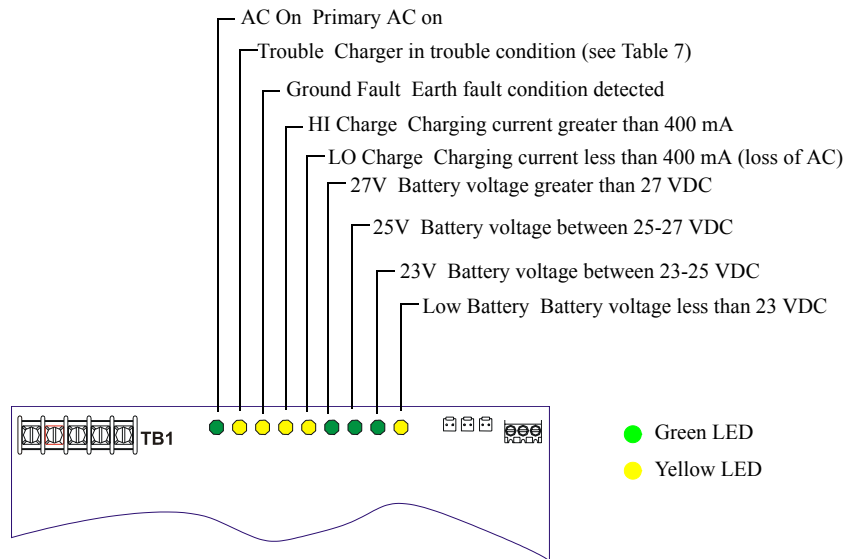 AC On  Primary AC on
Trouble  Charger in trouble condition (see Table 7)
Ground Fault  Earth fault condition detected
HI Charge  Charging current greater than 400 mA
LO Charge  Charging current less than 400 mA (loss of AC)
27V  Battery voltage greater than 27 VDC
25V  Battery voltage between 25-27 VDC
23V  Battery voltage between 23-25 VDC
Low Battery  Battery voltage less than 23 VDC
TB1
Green LED
Yellow LED